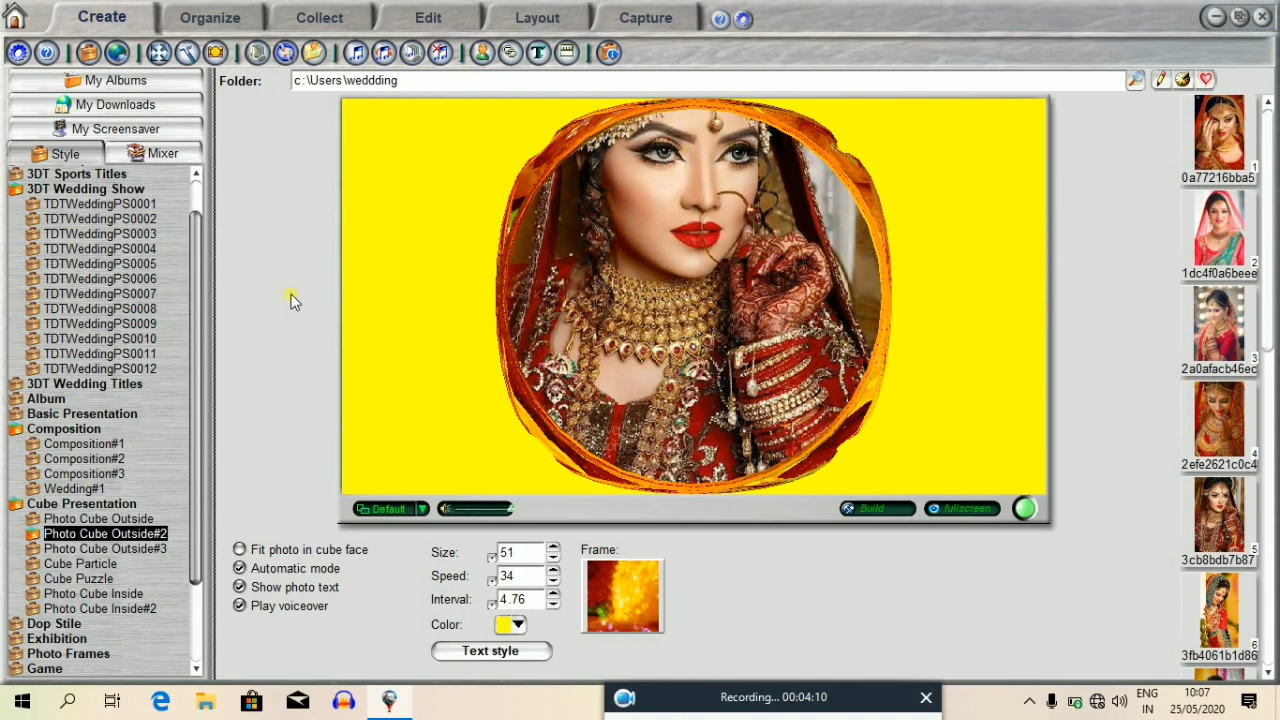 Create
Organize
Collect
Edit
Layout
Capture
My Albums
Folder:
c:\Users\weddding
My Downloads
My Screensaver
Style
Mixer
3DT Sports Titles
3DT Wedding Show
TDTWeddingPS0001
TDTWeddingPS0002
TDTWeddingPS0003
TDTWeddingPS0004
TDTWeddingPS0005
TDTWeddingPS0006
TDTWeddingPS0007
TDTWeddingPS0008
TDTWeddingPS0009
TDTWeddingPS0010
TDTWeddingPS0011
TDTWeddingPS0012
3DT Wedding Titles
Album
Basic Presentation
Composition
Composition#1
Composition#2
Composition#3
Wedding#1
Cube Presentation
Photo Cube Outside
Photo Cube Outside#2
Photo Cube Outside#3
Cube Particle
Cube Puzzle
Photo Cube Inside
Photo Cube Inside#2
Dop Stile
Exhibition
Photo Frames
Game
1
0a77216bba5
2
1dc4f0a6beee
3
2a0afacb46ec
4
2efe2621c0c4
5
3cb8bdb7b87
6
3fb4061b1d86
Default
Build
fullscreen
Fit photo in cube face
Automatic mode
Show photo text
Play voiceover
Size:
51
Speed:
34
Interval:
4.76
Color:
Text style
Frame:
Recording... 00:04:10
ENG
IN
10:07
25/05/2020